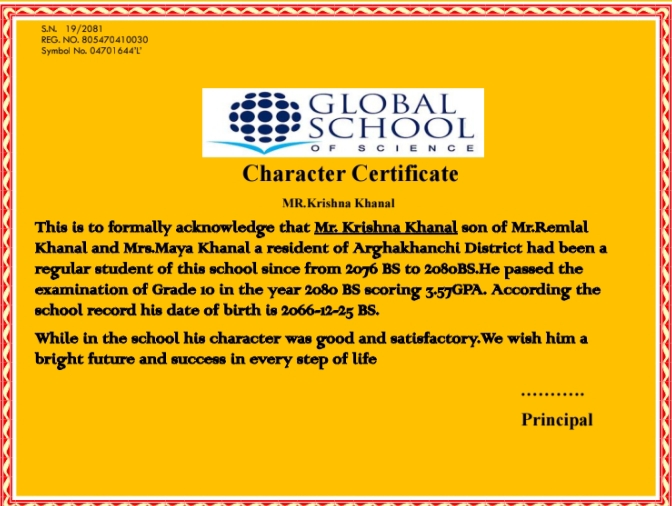 S.N. 19/2081
REG. NO. 805470410030
Symbol No. 04701644'L'
GLOBAL
SCHOOL
OF SCIENCE
Character Certificate
MR.Krishna Khanal
This is to formally acknowledge that Mr. Krishna Khanal son of Mr.Remlal
Khanal and Mrs.Maya Khanal a resident of Arghakhanchi District had been a
regular student of this school since from 2076 BS to 2080BS.He passed the
examination of Grade 10 in the year 2080 BS scoring 3.57GPA. According the
school record his date of birth is 2066-12-25 BS.
While in the school his character was good and satisfactory.We wish him a
bright future and success in every step of life
...........
Principal